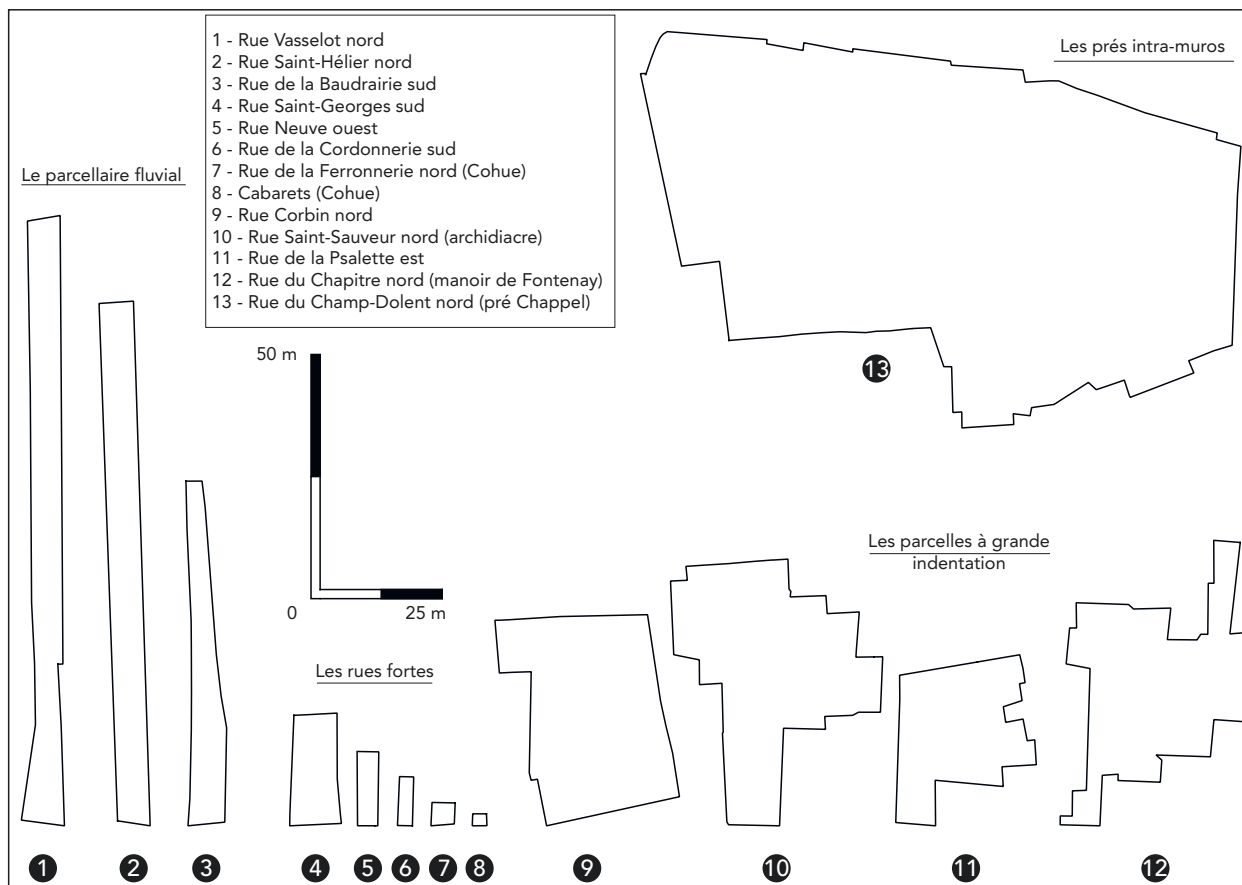 1 - Rue Vasselot nord
2 - Rue Saint-Hélier nord
3 - Rue de la Baudrairie sud
4 - Rue Saint-Georges sud
5 - Rue Neuve ouest
6 - Rue de la Cordonnerie sud
7 - Rue de la Ferronnerie nord (Cohue)
8 - Cabarets (Cohue)
9 - Rue Corbin nord
10 - Rue Saint-Sauveur nord (archidiacre)
11 - Rue de la Psalette est
12 - Rue du Chapitre nord (manoir de Fontenay)
13 - Rue du Champ-Dolent nord (pré Chappel)
Les prés intra-muros
Le parcellaire fluvial
50 m
0
25 m
13
Les rues fortes
Les parcelles à grande
indentation
1
2
3
4
5
6
7
8
9
10
11
12